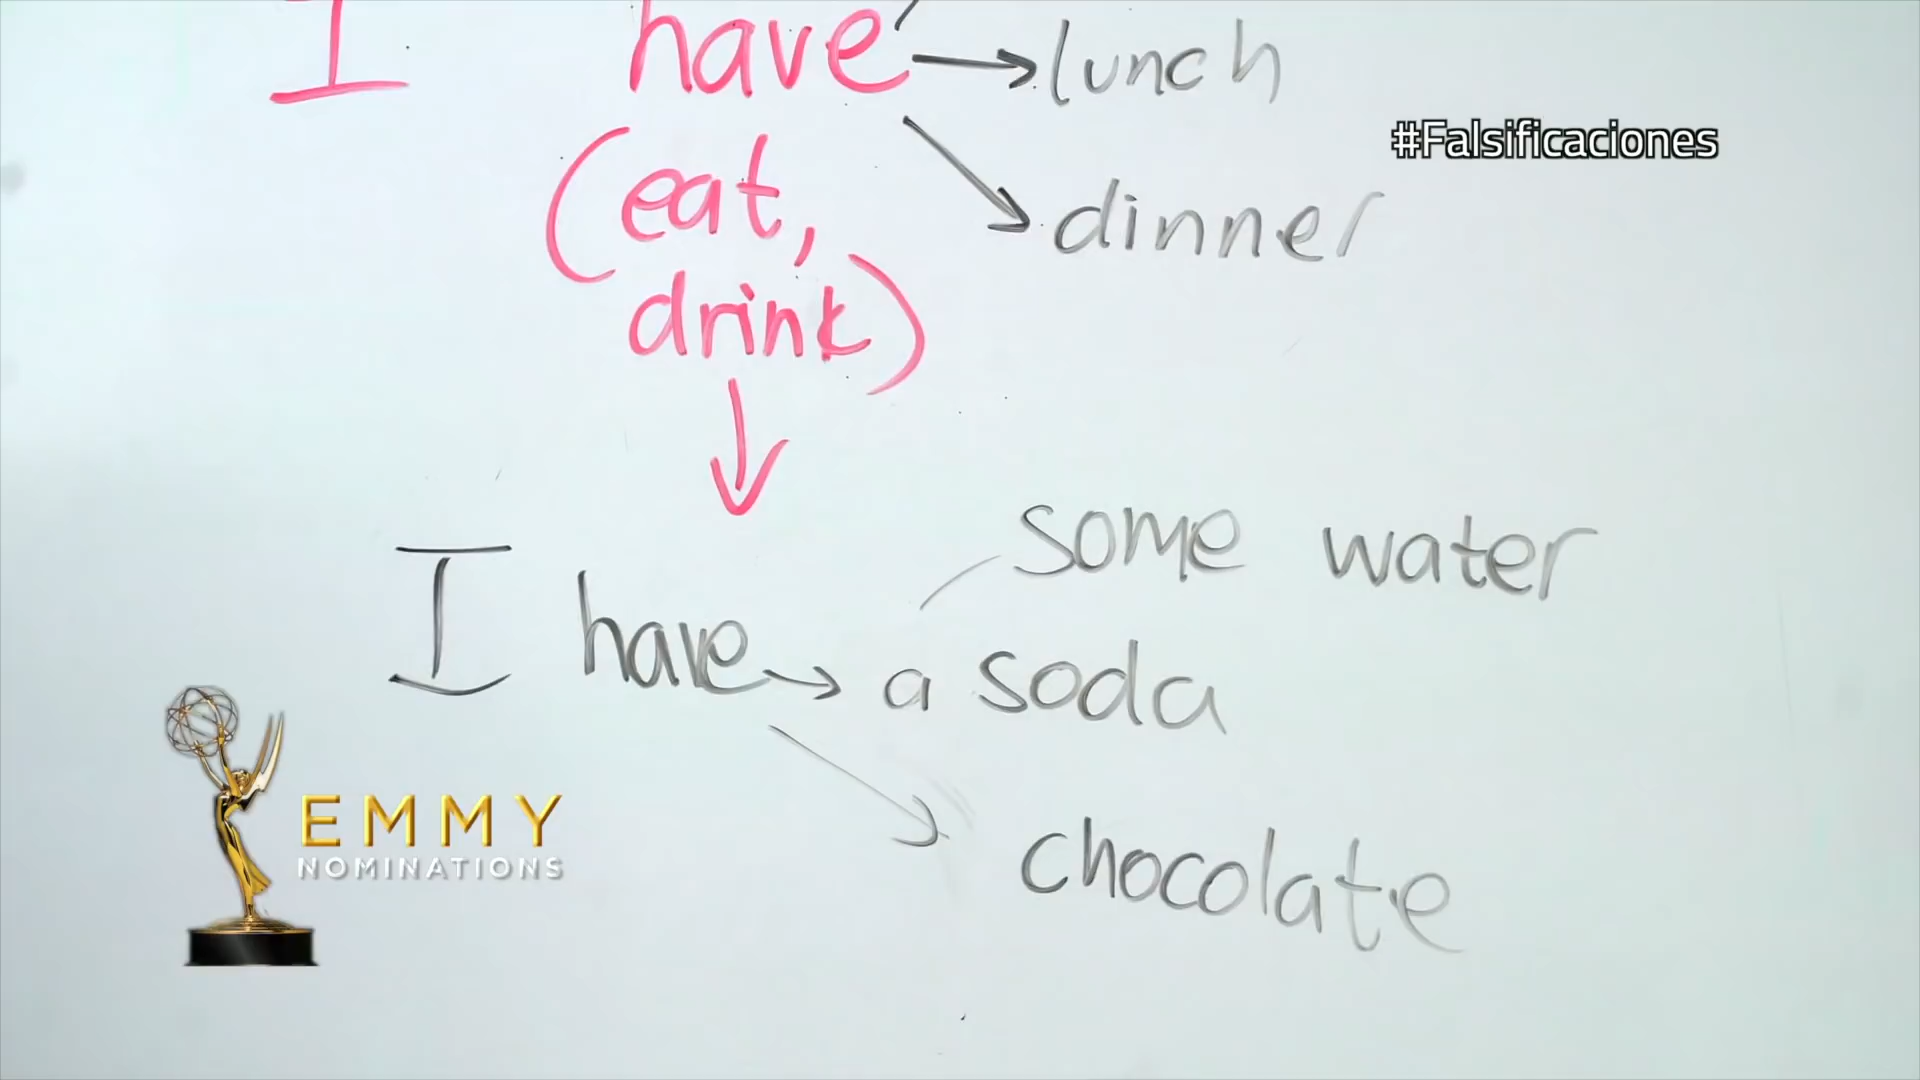 I have → lunch
#Falsificaciones
(eat,
dinner
drink)
some water
I have → a soda
chocolate
EMMY
NOMINATIONS